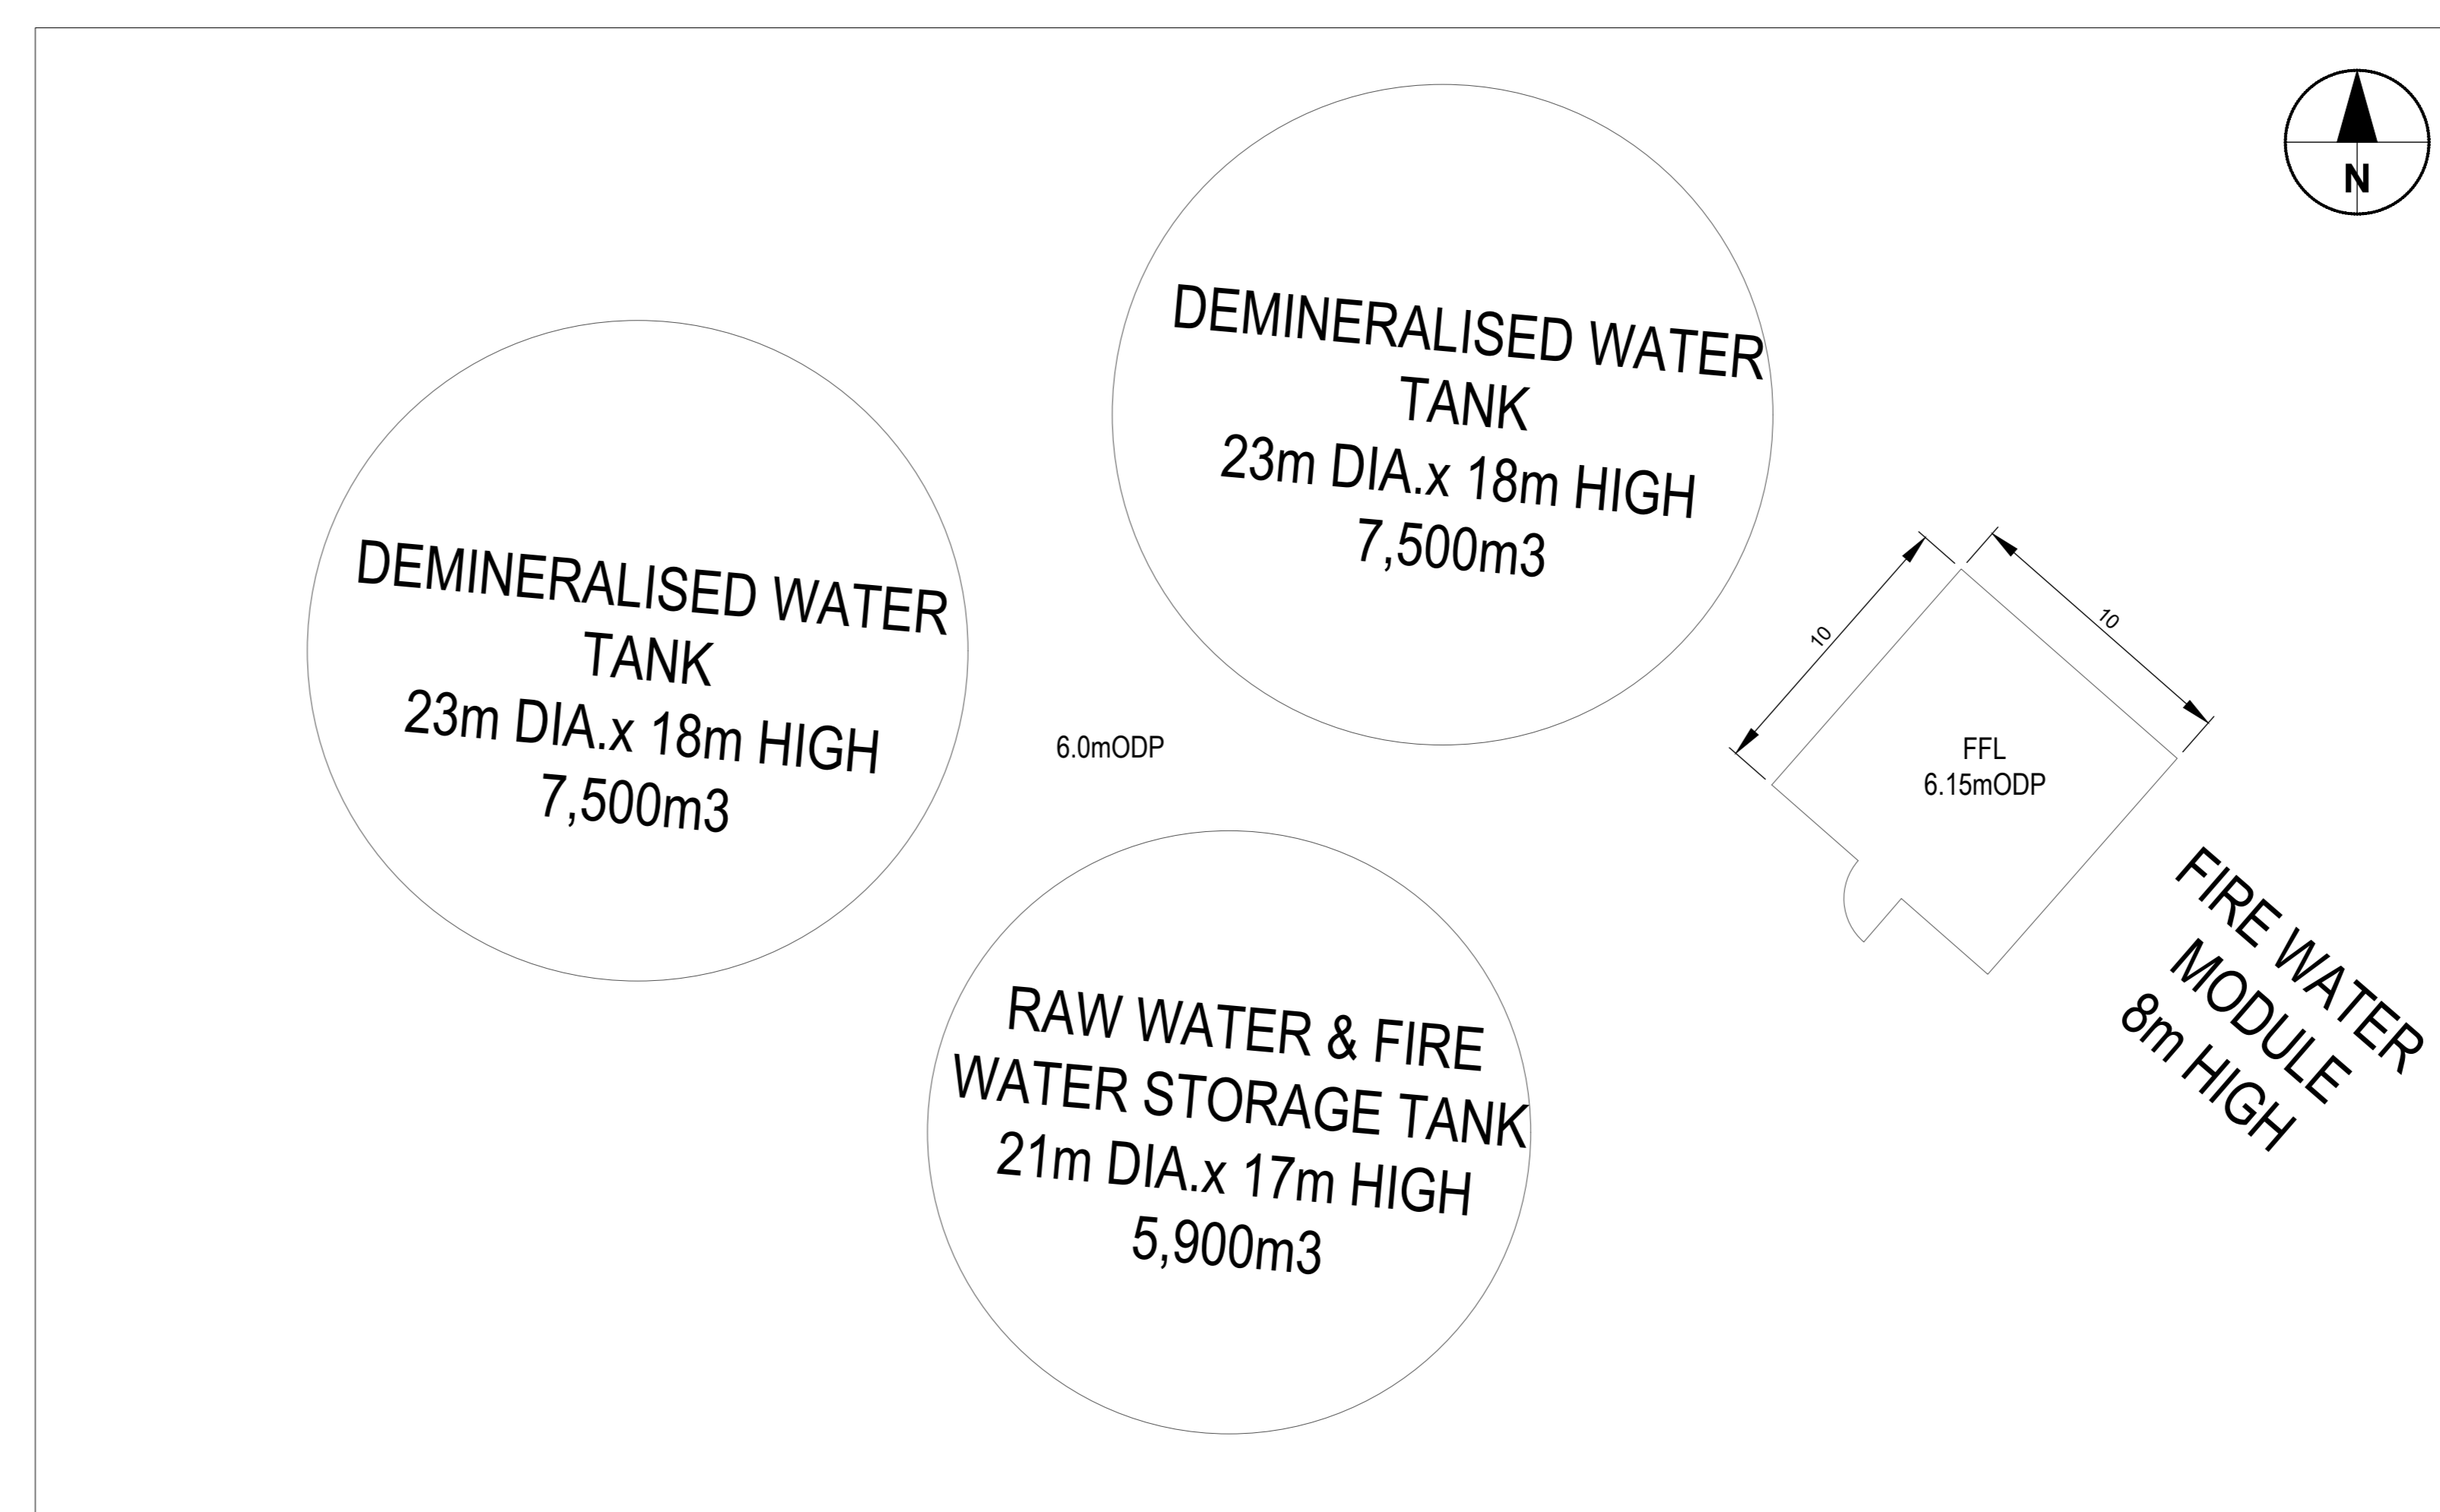 N
DEMINERALISED WATER
TANK
23m DIA.x 18m HIGH
7,500m3
DEMINERALISED WATER
TANK
23m DIA.x 18m HIGH
7,500m3
10
10
6.0mODP
FFL
6.15mODP
FIRE WATER
MODULE
8m HIGH
RAW WATER & FIRE
WATER STORAGE TANK
21m DIA.x 17m HIGH
5,900m3